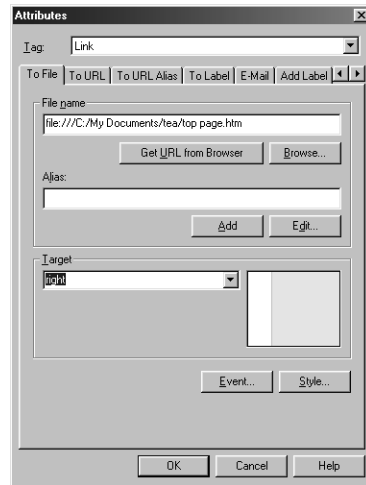 Attributes
Tag: Link
To File To URL To URL Alias To Label E-Mail Add Label
File name
file:///C:/My Documents/tea/top page.htm
Get URL from Browser Browse...
Alias:
Add Edit...
Target
right
Event... Style...
OK Cancel Help